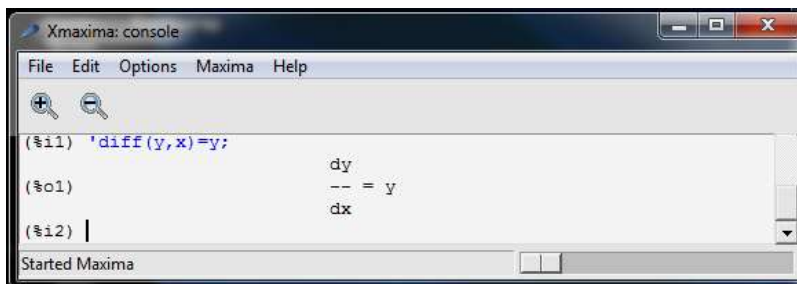 Xmaxima: console
File Edit Options Maxima Help
(%i1) 'diff(y,x)=y;
dy
(%o1) -- = y
dx
(%i2)
Started Maxima